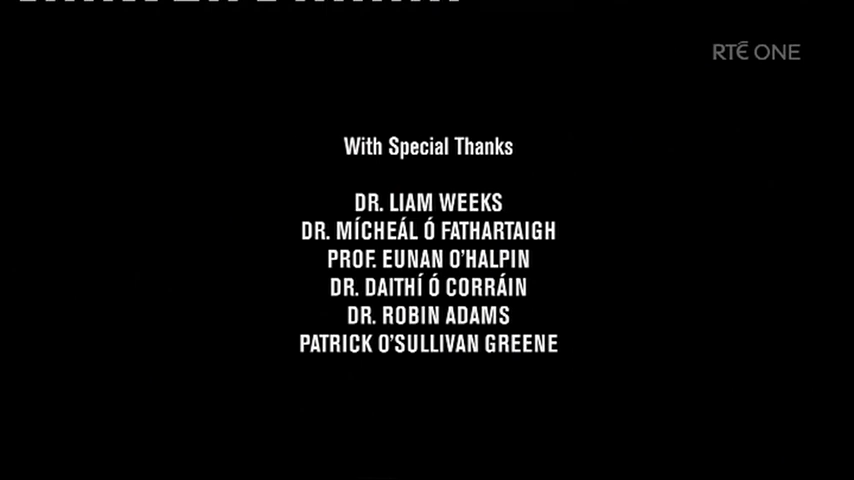 RTÉ ONE
With Special Thanks
DR. LIAM WEEKS
DR. MÍCHEÁL Ó FATHARTAIGH
PROF. EUNAN O'HALPIN
DR. DAITHÍ Ó CORRÁIN
DR. ROBIN ADAMS
PATRICK O'SULLIVAN GREENE